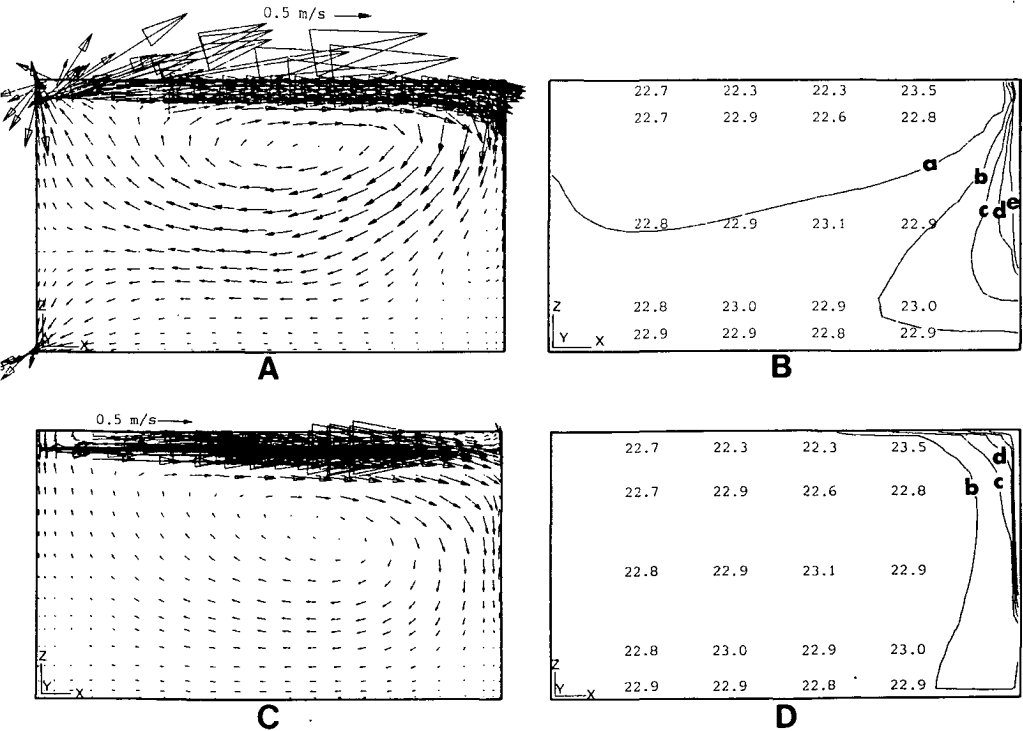 0.5 m/s
Z
X
A
22.7 22.3 22.3 23.5
22.7 22.9 22.6 22.8
a
b
c d e
22.8 22.9 23.1 22.9
22.8 23.0 22.9 23.0
22.9 22.9 22.8 22.9
Z
Y X
B
0.5 m/s
Z
Y X
C
22.7 22.3 22.3 23.5
d
b c
22.7 22.9 22.6 22.8
22.8 22.9 23.1 22.9
22.8 23.0 22.9 23.0
22.9 22.9 22.8 22.9
Z
Y X
D